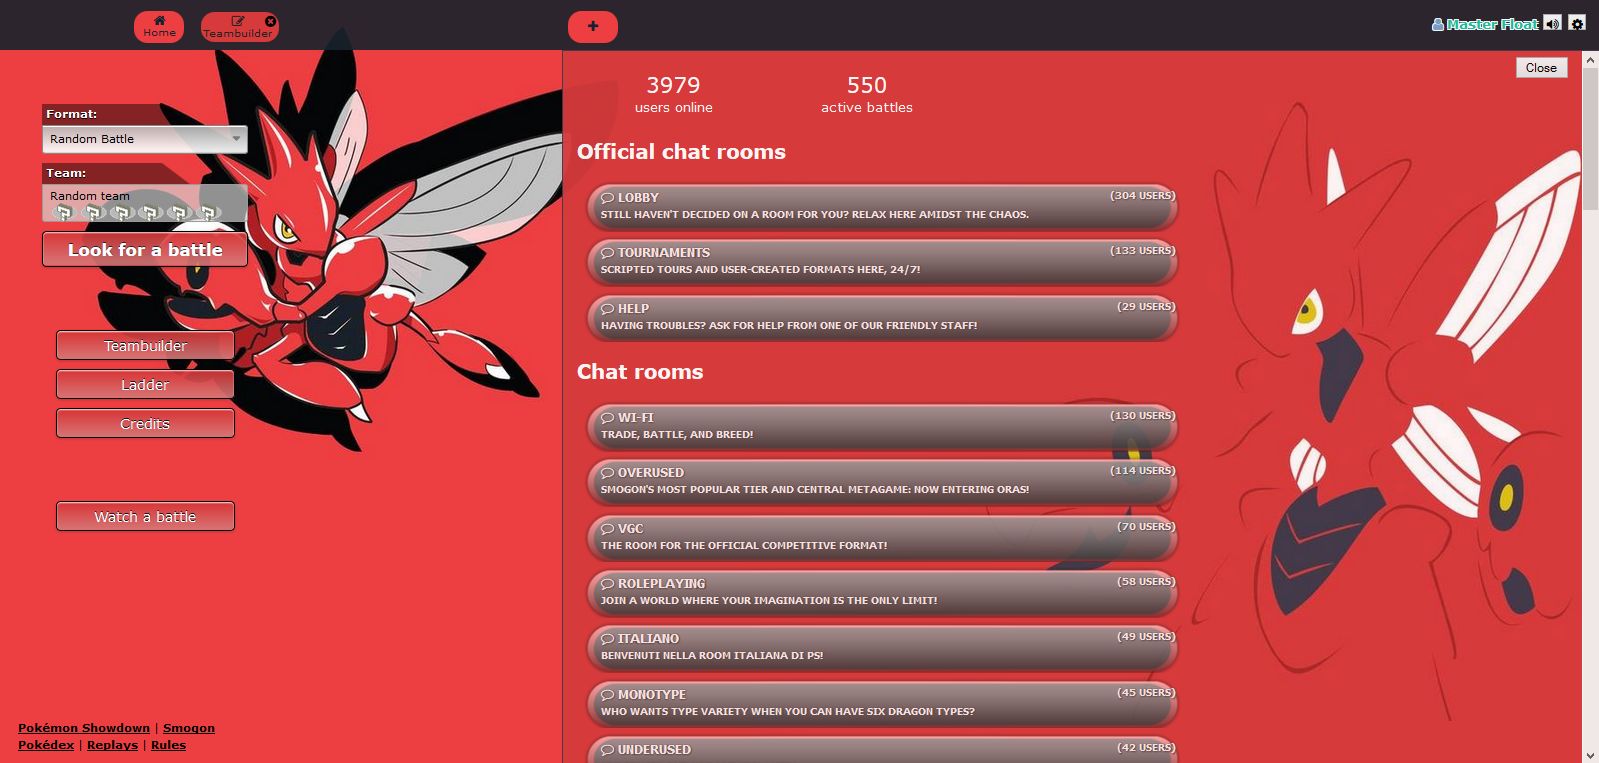 Home
Teambuilder
Master Float
Format:
Random Battle
Team:
Random team
Look for a battle
Teambuilder
Ladder
Credits
Watch a battle
Pokémon Showdown | Smogon
Pokédex | Replays | Rules
Close
3979
users online
550
active battles
Official chat rooms
LOBBY (304 USERS)
STILL HAVEN'T DECIDED ON A ROOM FOR YOU? RELAX HERE AMIDST THE CHAOS.
TOURNAMENTS (133 USERS)
SCRIPTED TOURS AND USER-CREATED FORMATS HERE, 24/7!
HELP (29 USERS)
HAVING TROUBLES? ASK FOR HELP FROM ONE OF OUR FRIENDLY STAFF!
Chat rooms
WI-FI (130 USERS)
TRADE, BATTLE, AND BREED!
OVERUSED (114 USERS)
SMOGON'S MOST POPULAR TIER AND CENTRAL METAGAME: NOW ENTERING ORAS!
VGC (70 USERS)
THE ROOM FOR THE OFFICIAL COMPETITIVE FORMAT!
ROLEPLAYING (58 USERS)
JOIN A WORLD WHERE YOUR IMAGINATION IS THE ONLY LIMIT!
ITALIANO (49 USERS)
BENVENUTI NELLA ROOM ITALIANA DI PS!
MONOTYPE (45 USERS)
WHO WANTS TYPE VARIETY WHEN YOU CAN HAVE SIX DRAGON TYPES?
UNDERUSED (42 USERS)